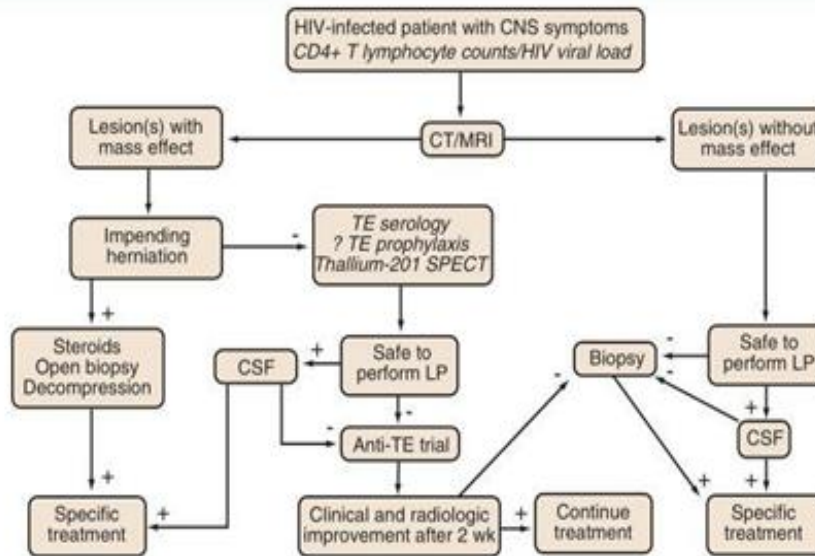 HIV-infected patient with CNS symptoms
CD4+ T lymphocyte counts/HIV viral load
Lesion(s) with
mass effect
CT/MRI
Lesion(s) without
mass effect
Impending
herniation
-
TE serology
? TE prophylaxis
Thallium-201 SPECT
+
Steroids
Open biopsy
Decompression
CSF
+
Safe to
perform LP
Biopsy
-
Safe to
perform LP
-
-
-
+
CSF
-
Anti-TE trial
+
+
+
+
Specific
treatment
+
Clinical and radiologic
improvement after 2 wk
+
Continue
treatment
Specific
treatment